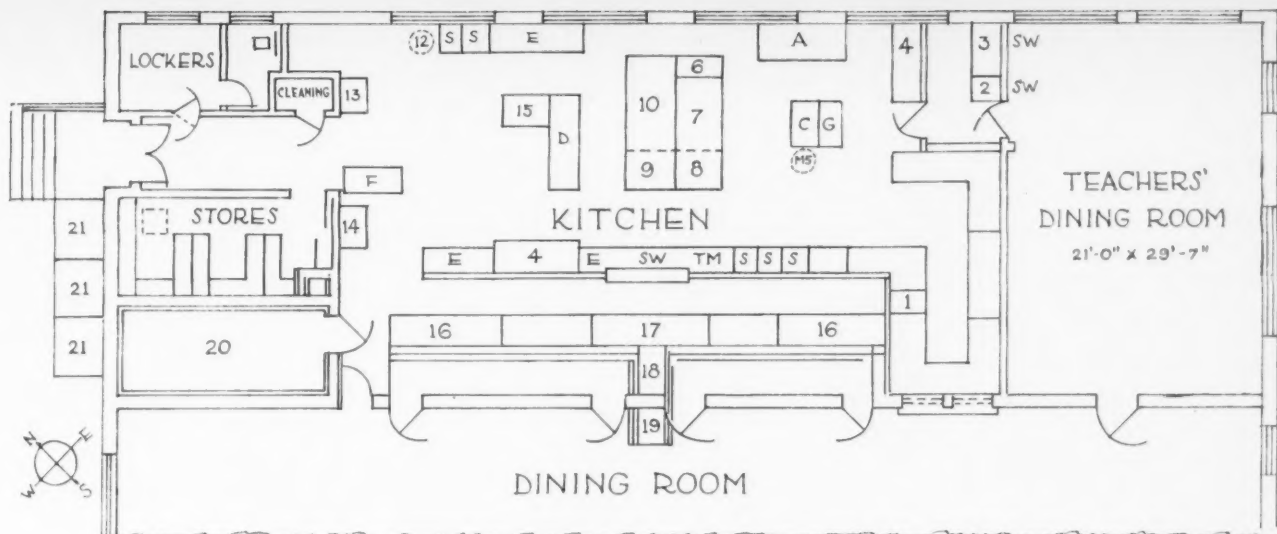 12
S
S
E
A
4
3
SW
LOCKERS
CLEANING
13
6
2
SW
10
7
15
D
C
G
M5
9
8
TEACHERS'
DINING ROOM
21'-0" X 29'-7"
F
STORES
14
KITCHEN
21
21
21
E
4
E
SW
TM
S
S
S
1
16
17
16
20
18
19
N
E
W
S
DINING ROOM